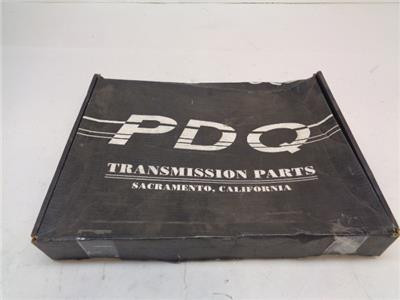 PDQ
TRANSMISSION PARTS
SACRAMENTO, CALIFORNIA